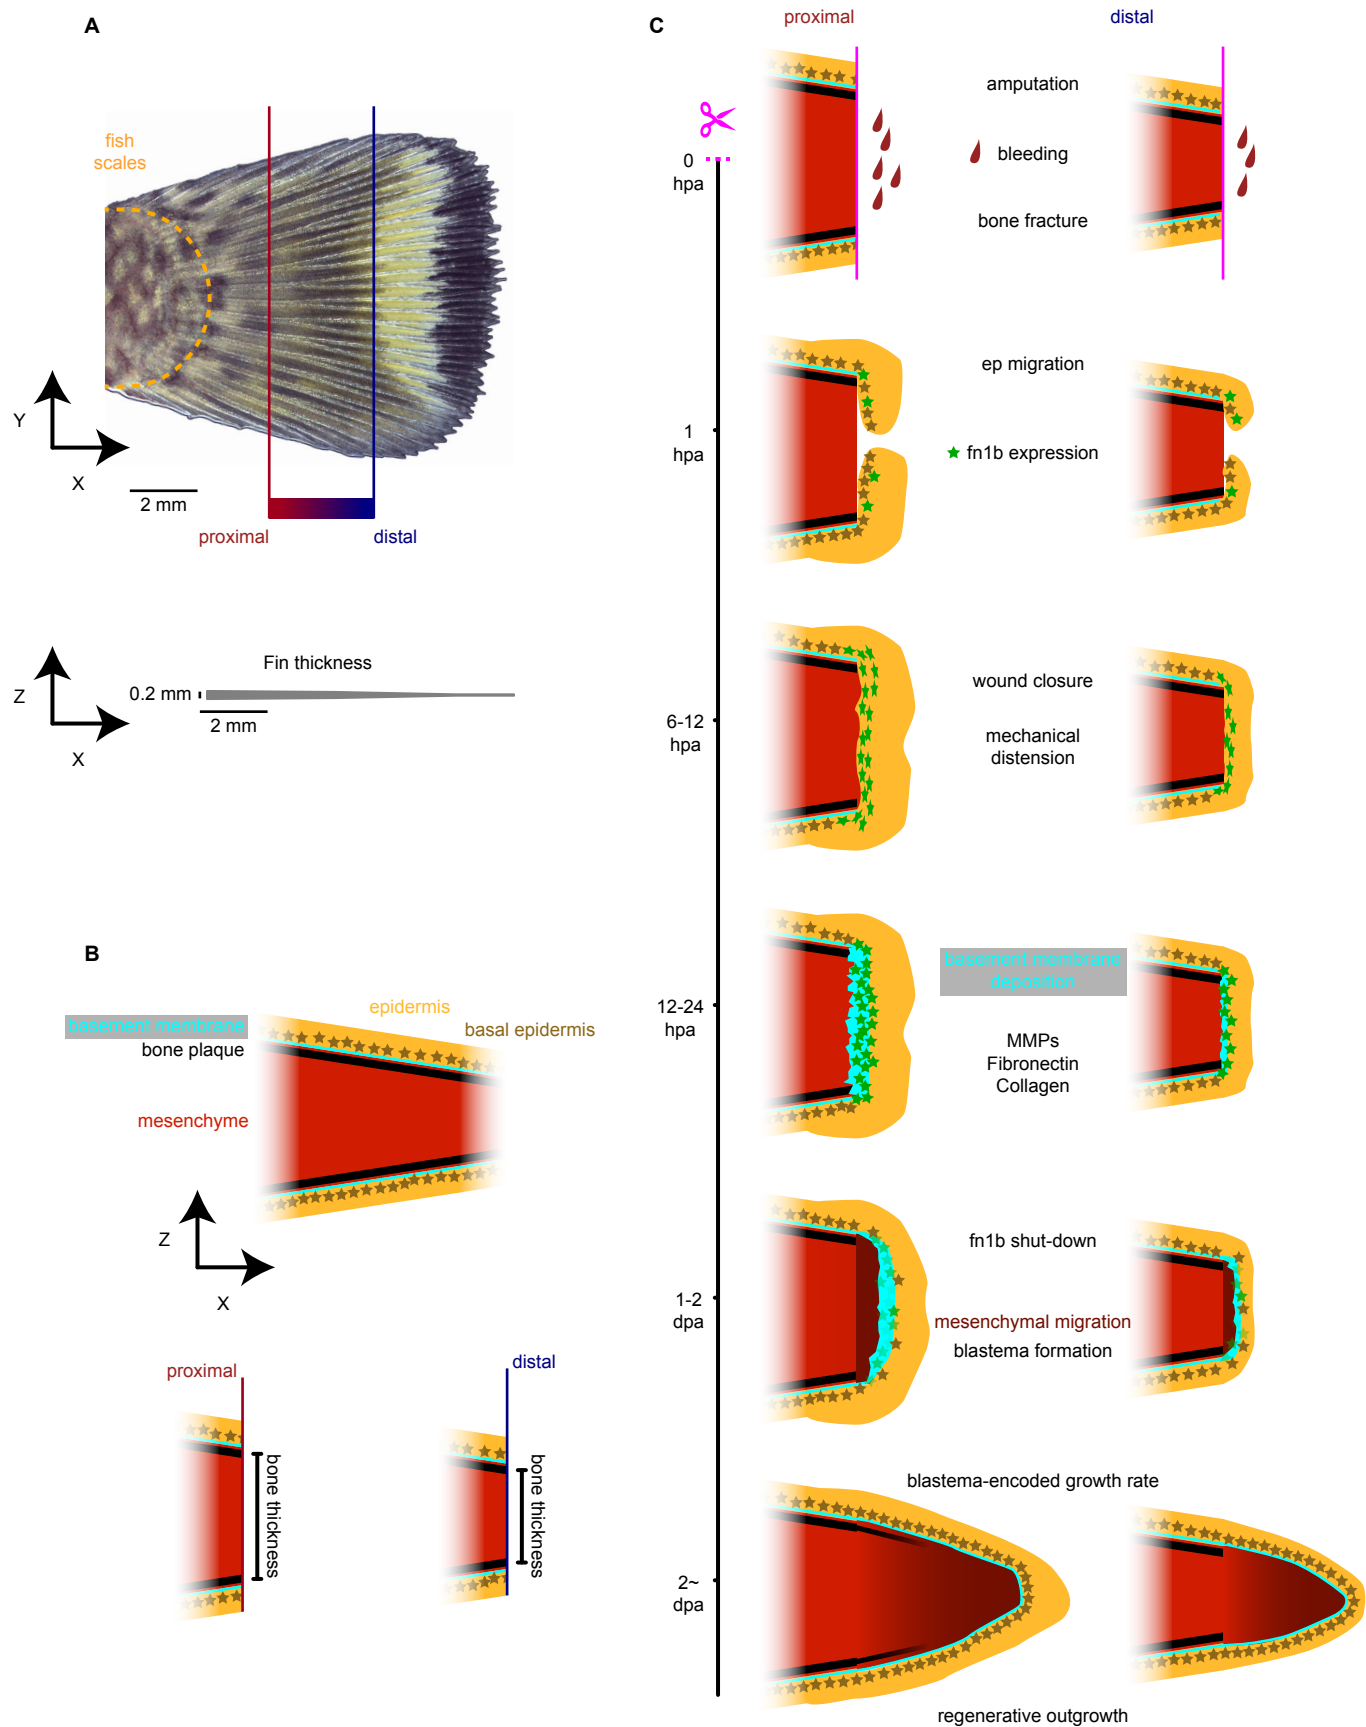 A
fish
scales
Y
X
2 mm
proximal
distal
Fin thickness
Z
0.2 mm
2 mm
X
B
epidermis
basement membrane
basal epidermis
bone plaque
mesenchyme
Z
X
proximal
distal
bone thickness
bone thickness
C
proximal
distal
amputation
0
hpa
bleeding
bone fracture
ep migration
1
hpa
fn1b expression
wound closure
6-12
hpa
mechanical
distension
basement membrane
deposition
12-24
hpa
MMPs
Fibronectin
Collagen
fn1b shut-down
1-2
dpa
mesenchymal migration
blastema formation
blastema-encoded growth rate
2~
dpa
regenerative outgrowth